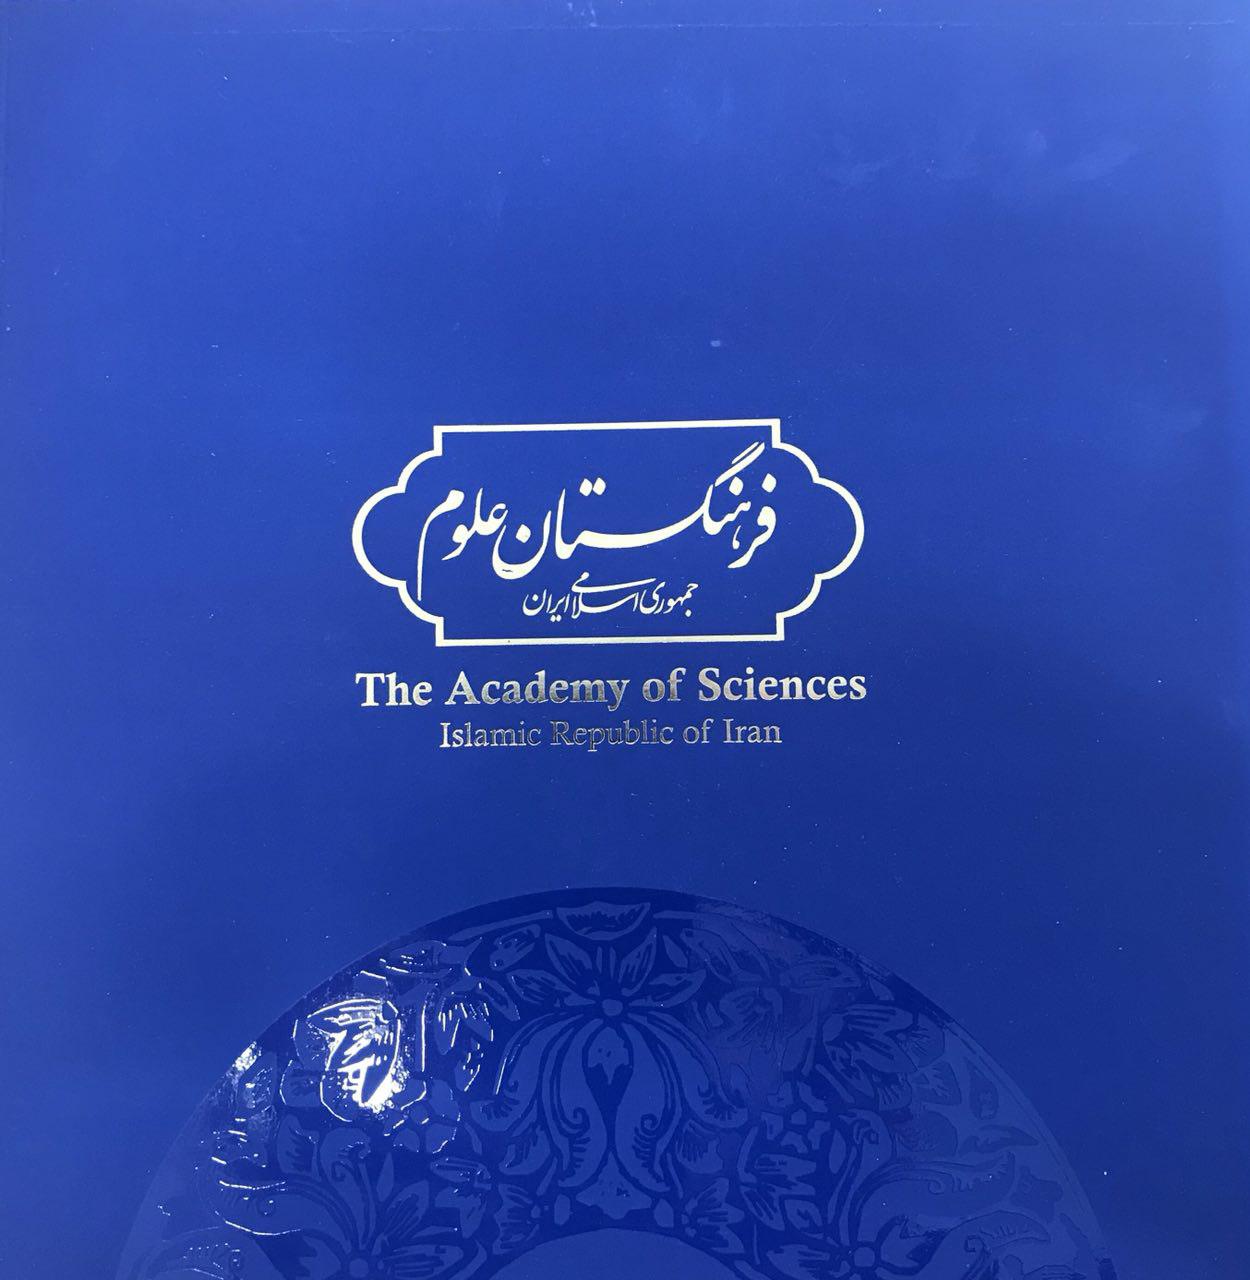 فرهنگستان علوم
جمهوری اسلامی ایران
The Academy of Sciences
Islamic Republic of Iran